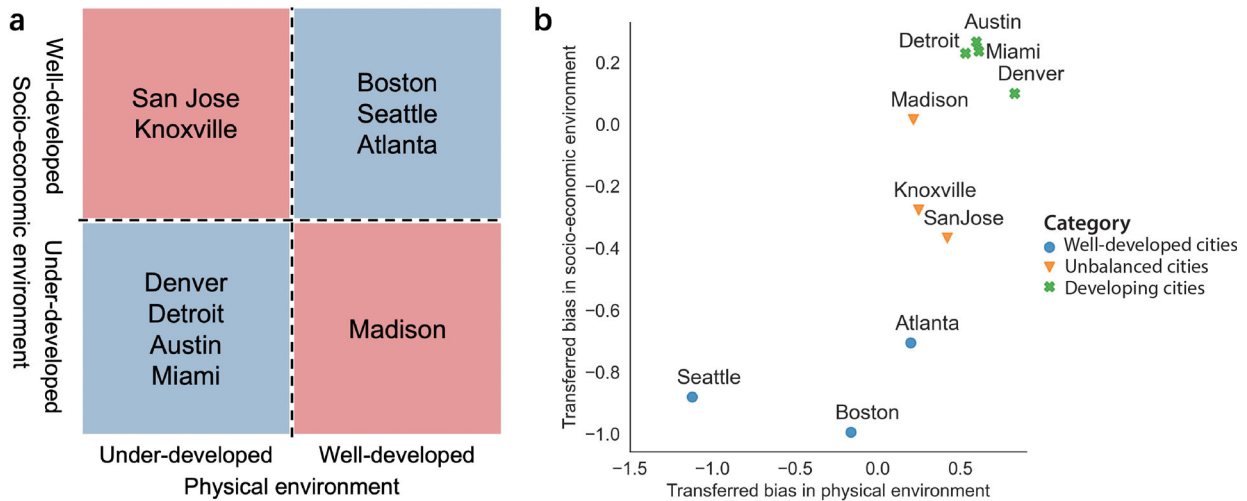 a
Well-developed
Under-developed
Socio-economic environment
San Jose
Knoxville
Boston
Seattle
Atlanta
Denver
Detroit
Austin
Miami
Madison
Under-developed
Well-developed
Physical environment
b
Transferred bias in socio-economic environment
0.2
0.0
−0.2
−0.4
−0.6
−0.8
−1.0
Austin
Detroit
Miami
Denver
Madison
Knoxville
SanJose
Atlanta
Seattle
Boston
−1.5
−1.0
−0.5
0.0
0.5
Transferred bias in physical environment
Category
Well-developed cities
Unbalanced cities
Developing cities